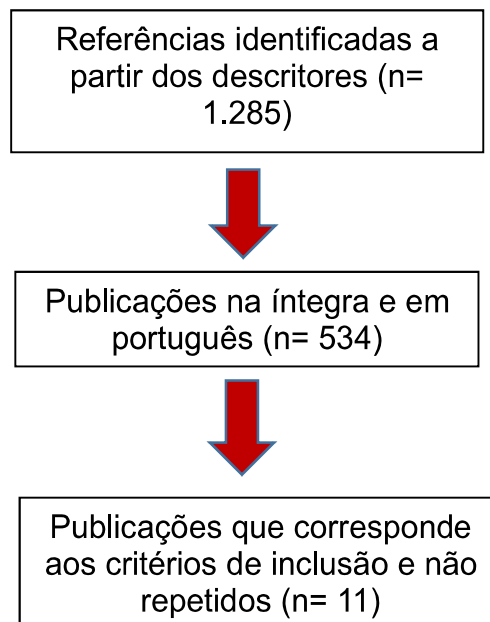 Referências identificadas a
partir dos descritores (n=
1.285)
Publicações na íntegra e em
português (n= 534)
Publicações que corresponde
aos critérios de inclusão e não
repetidos (n= 11)